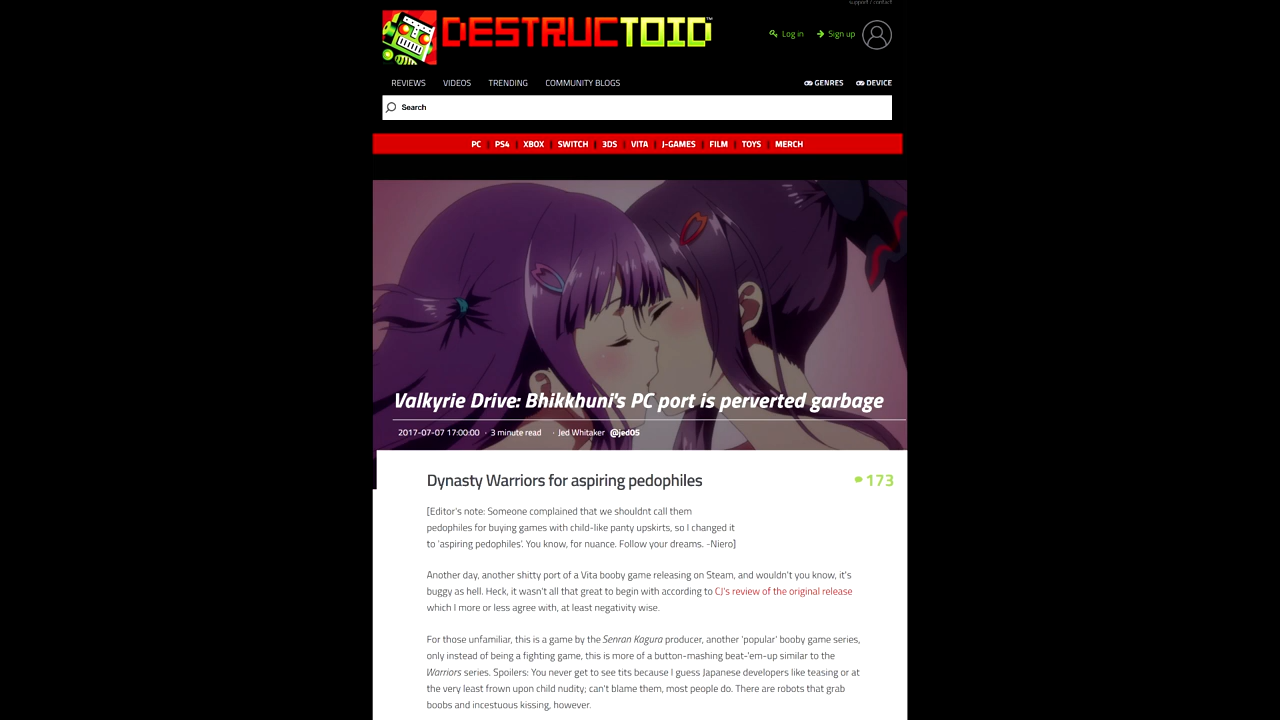 support / contact
DESTRUCTOID™
Log in
Sign up
REVIEWS VIDEOS TRENDING COMMUNITY BLOGS GENRES DEVICE
Search
PC | PS4 | XBOX | SWITCH | 3DS | VITA | J-GAMES | FILM | TOYS | MERCH
Valkyrie Drive: Bhikkhuni's PC port is perverted garbage
2017-07-07 17:00:00 · 3 minute read · Jed Whitaker @jed05
Dynasty Warriors for aspiring pedophiles
173
[Editor's note: Someone complained that we shouldnt call them
pedophiles for buying games with child-like panty upskirts, so I changed it
to 'aspiring pedophiles'. You know, for nuance. Follow your dreams. -Niero]
Another day, another shitty port of a Vita booby game releasing on Steam, and wouldn't you know, it's
buggy as hell. Heck, it wasn't all that great to begin with according to CJ's review of the original release
which I more or less agree with, at least negativity wise.
For those unfamiliar, this is a game by the Senran Kagura producer, another 'popular' booby game series,
only instead of being a fighting game, this is more of a button-mashing beat-'em-up similar to the
Warriors series. Spoilers: You never get to see tits because I guess Japanese developers like teasing or at
the very least frown upon child nudity; can't blame them, most people do. There are robots that grab
boobs and incestuous kissing, however.